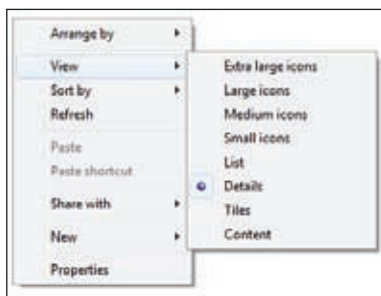 Arrange by
View
Sort by
Refresh
Paste
Paste shortcut
Share with
New
Properties
Extra large icons
Large icons
Medium icons
Small icons
List
Details
Tiles
Content